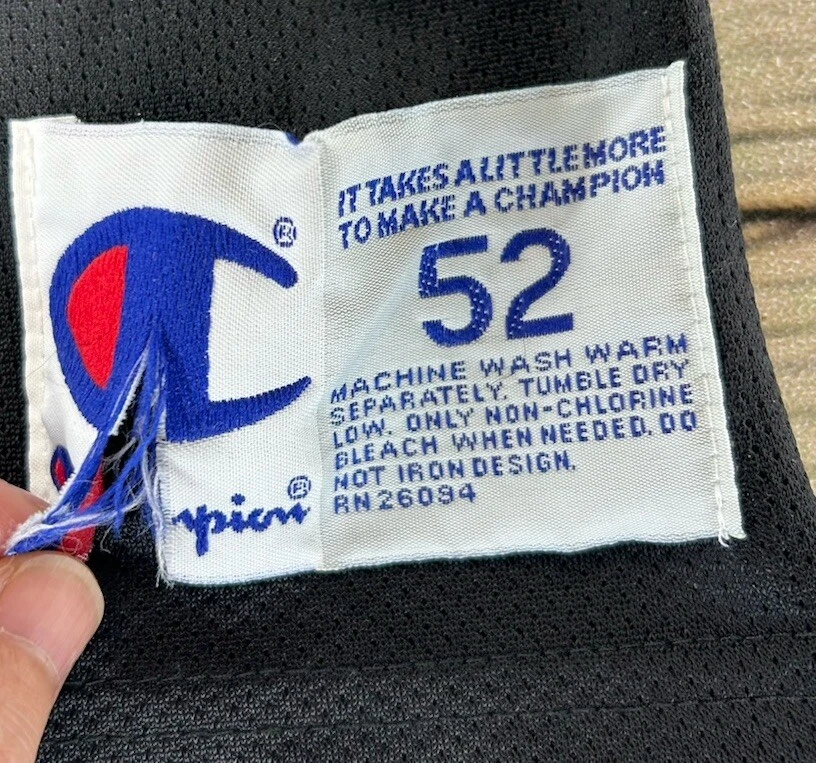 IT TAKES A LITTLE MORE
TO MAKE A CHAMPION
52
MACHINE WASH WARM
SEPARATELY. TUMBLE DRY
LOW. ONLY NON-CHLORINE
BLEACH WHEN NEEDED. DO
NOT IRON DESIGN.
RN 26094
®
mpion®